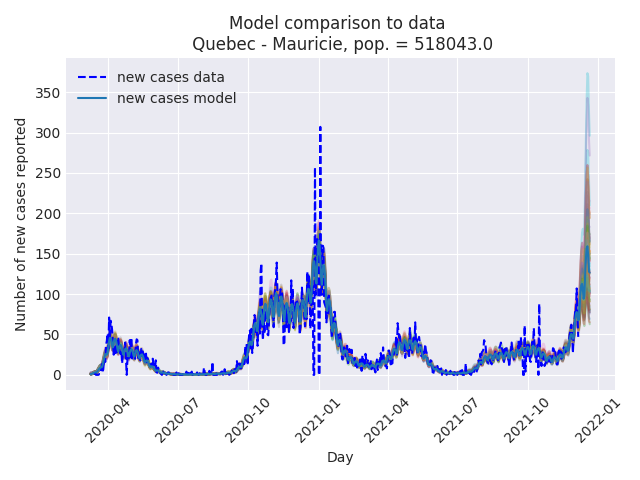 Model comparison to data
Quebec - Mauricie, pop. = 518043.0
new cases data
new cases model
Number of new cases reported
350
300
250
200
150
100
50
0
2020-04
2020-07
2020-10
2021-01
2021-04
2021-07
2021-10
2022-01
Day